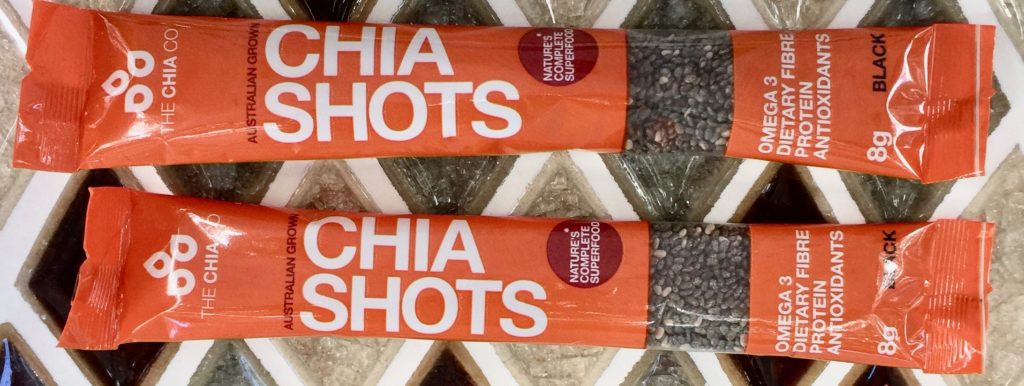 THE CHIA CO
AUSTRALIAN GROWN
CHIA
SHOTS
NATURE'S
COMPLETE
SUPERFOOD
OMEGA 3
DIETARY FIBRE
PROTEIN
ANTIOXIDANTS
BLACK
8g
THE CHIA CO
AUSTRALIAN GROWN
CHIA
SHOTS
NATURE'S
COMPLETE
SUPERFOOD
OMEGA 3
DIETARY FIBRE
PROTEIN
ANTIOXIDANTS
BLACK
8g